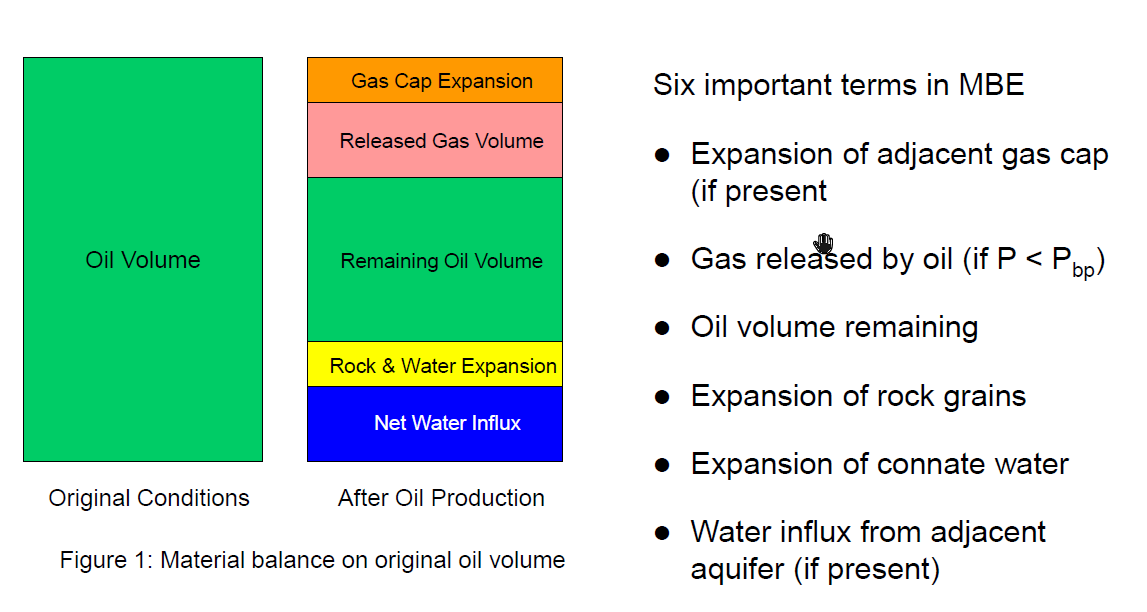 Gas Cap Expansion
Released Gas Volume
Oil Volume
Remaining Oil Volume
Rock & Water Expansion
Net Water Influx
Original Conditions
After Oil Production
Figure 1: Material balance on original oil volume
Six important terms in MBE
● Expansion of adjacent gas cap
(if present
● Gas released by oil (if P < Pbp)
● Oil volume remaining
● Expansion of rock grains
● Expansion of connate water
● Water influx from adjacent
aquifer (if present)